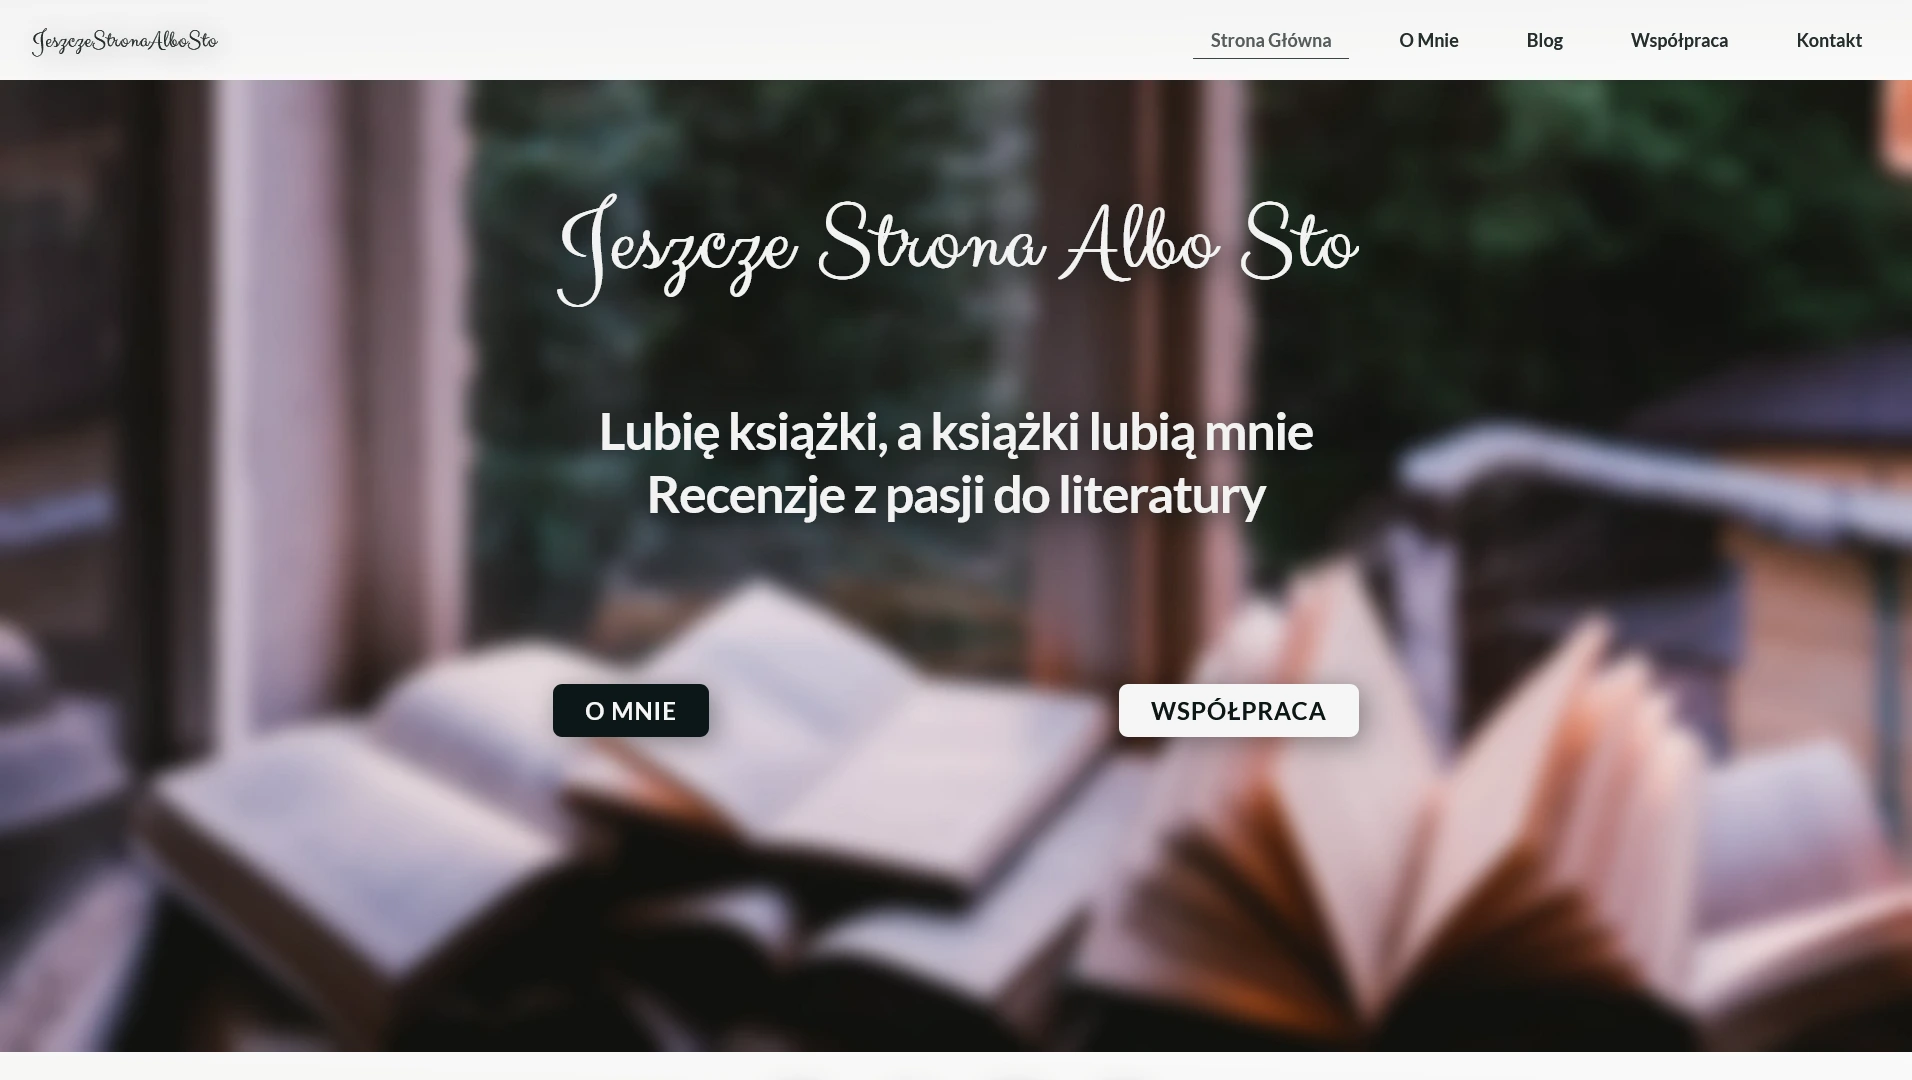 JeszczeStronaAlboSto
Strona Główna
O Mnie
Blog
Współpraca
Kontakt
Jeszcze Strona Albo Sto
Lubię książki, a książki lubią mnie
Recenzje z pasji do literatury
O MNIE
WSPÓŁPRACA